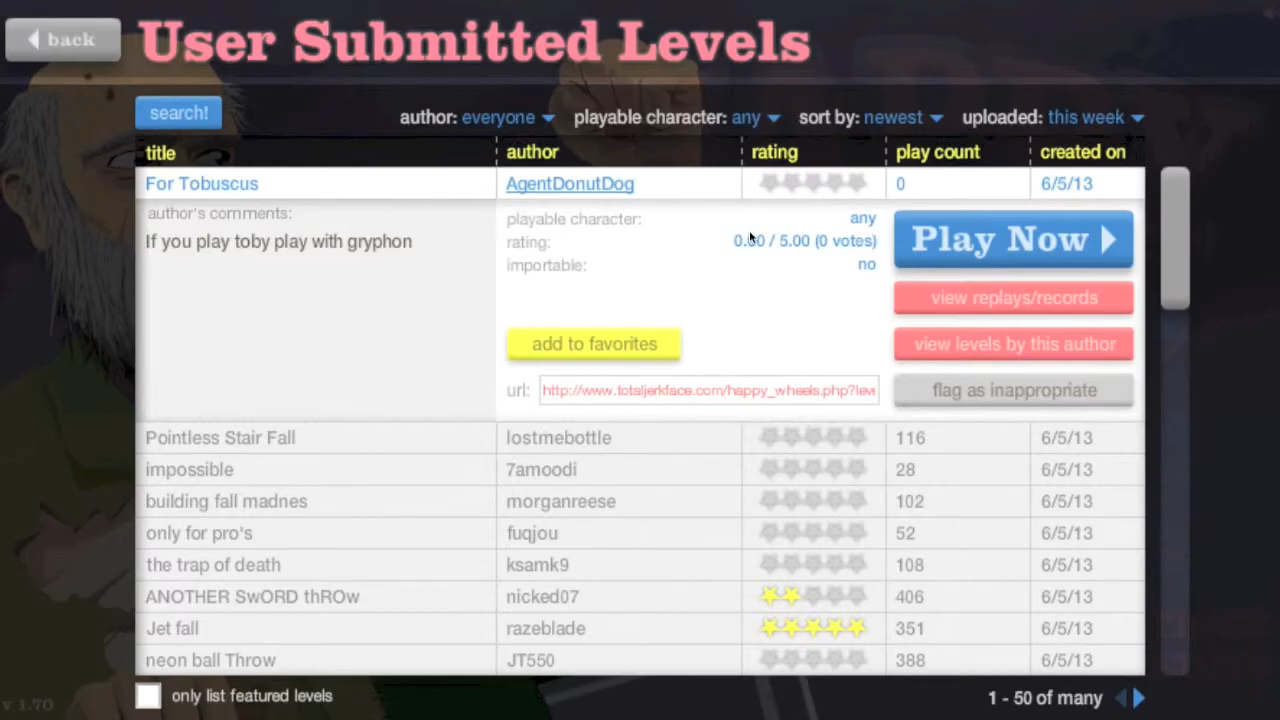 back
User Submitted Levels
search!
author: everyone playable character: any sort by: newest uploaded: this week
title author rating play count created on
For Tobuscus AgentDonutDog 0 6/5/13
author's comments:
If you play toby play with gryphon
playable character: any
rating: 0.00 / 5.00 (0 votes)
importable: no
Play Now
view replays/records
add to favorites
view levels by this author
url: http://www.totaljerkface.com/happy_wheels.php?leve
flag as inappropriate
Pointless Stair Fall lostmebottle 116 6/5/13
impossible 7amoodi 28 6/5/13
building fall madnes morganreese 102 6/5/13
only for pro's fuqjou 52 6/5/13
the trap of death ksamk9 108 6/5/13
ANOTHER SwORD thROw nicked07 406 6/5/13
Jet fall razeblade 351 6/5/13
neon ball Throw JT550 388 6/5/13
only list featured levels
1 - 50 of many
v 1.70